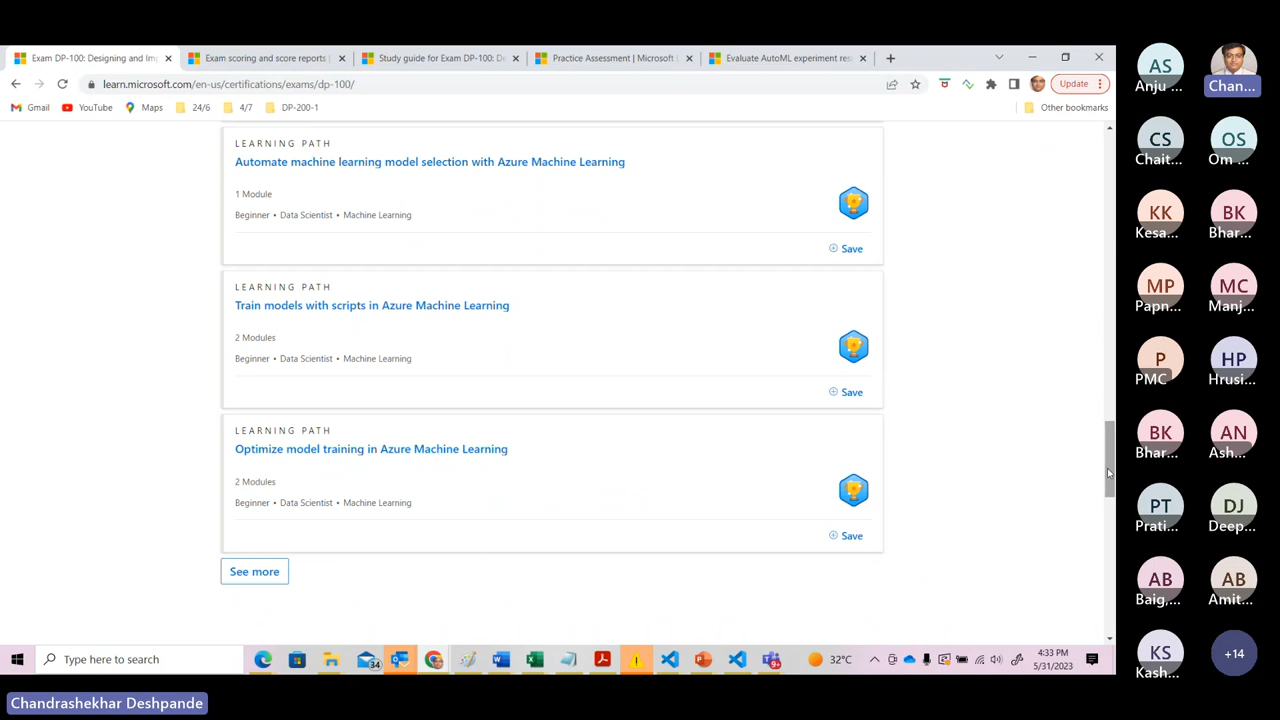 Exam DP-100: Designing and Im
Exam scoring and score reports |
Study guide for Exam DP-100: De
Practice Assessment | Microsoft L
Evaluate AutoML experiment res
learn.microsoft.com/en-us/certifications/exams/dp-100/
Update
Gmail
YouTube
Maps
24/6
4/7
DP-200-1
Other bookmarks
LEARNING PATH
Automate machine learning model selection with Azure Machine Learning
1 Module
Beginner • Data Scientist • Machine Learning
Save
LEARNING PATH
Train models with scripts in Azure Machine Learning
2 Modules
Beginner • Data Scientist • Machine Learning
Save
LEARNING PATH
Optimize model training in Azure Machine Learning
2 Modules
Beginner • Data Scientist • Machine Learning
Save
See more
Type here to search
34
9+
32°C
4:33 PM
5/31/2023
Chandrashekhar Deshpande
AS
Anju ...
Chan...
CS
Chait...
OS
Om ...
KK
Kesa...
BK
Bhar...
MP
Papn...
MC
Manj...
P
PMC
HP
Hrusi...
BK
Bhar...
AN
Ash...
PT
Prati...
DJ
Deep...
AB
Baig,...
AB
Amit...
KS
Kash...
+14